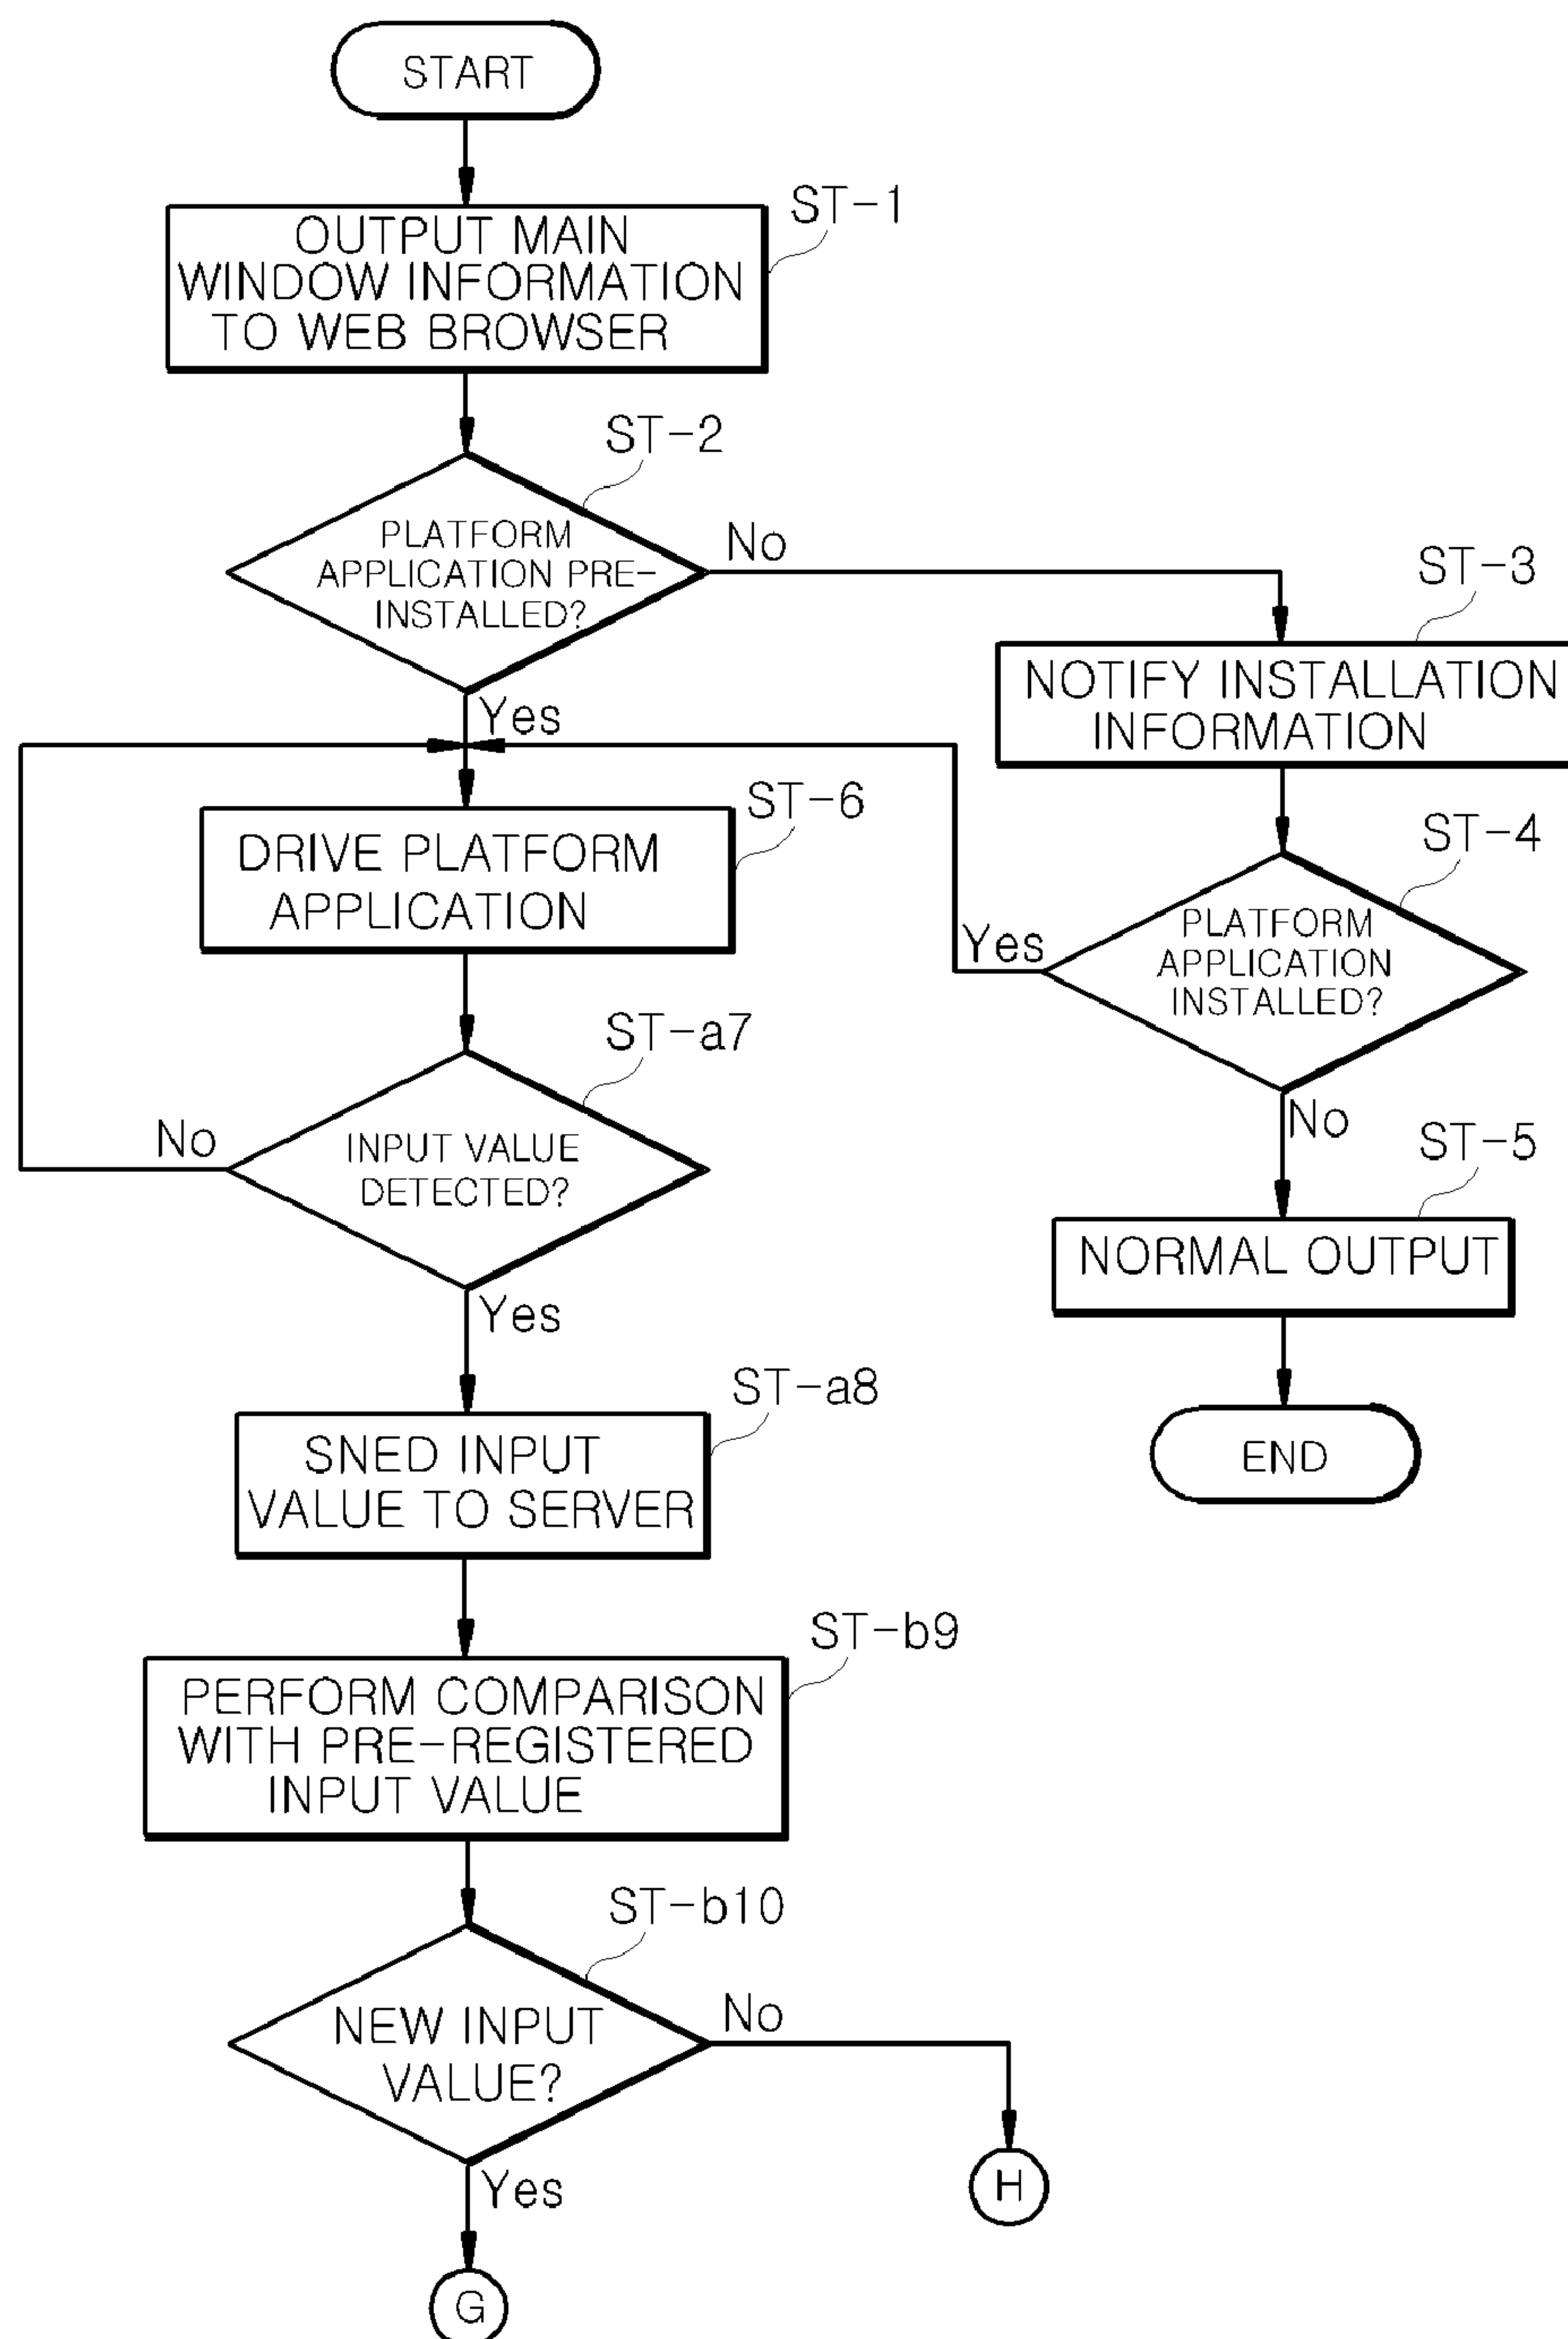 START
ST-1
OUTPUT MAIN
WINDOW INFORMATION
TO WEB BROWSER
ST-2
PLATFORM
APPLICATION PRE-
INSTALLED?
No
Yes
ST-3
NOTIFY INSTALLATION
INFORMATION
ST-4
PLATFORM
APPLICATION
INSTALLED?
Yes
No
ST-5
NORMAL OUTPUT
END
ST-6
DRIVE PLATFORM
APPLICATION
ST-a7
INPUT VALUE
DETECTED?
No
Yes
ST-a8
SNED INPUT
VALUE TO SERVER
ST-b9
PERFORM COMPARISON
WITH PRE-REGISTERED
INPUT VALUE
ST-b10
NEW INPUT
VALUE?
No
H
Yes
G